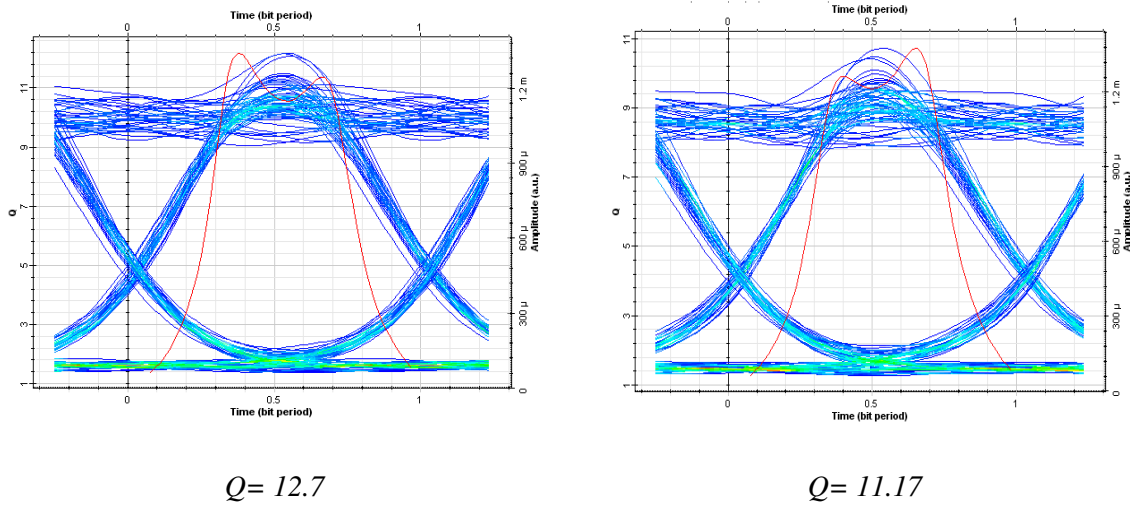 Time (bit period)
0 0.5 1
Q
11
9
7
5
3
1
Amplitude (a.u.)
1.2 m
900 µ
600 µ
300 µ
0
0 0.5 1
Time (bit period)
Q= 12.7
Time (bit period)
0 0.5 1
Q
11
9
7
5
3
1
Amplitude (a.u.)
1.2 m
900 µ
600 µ
300 µ
0
0 0.5 1
Time (bit period)
Q= 11.17